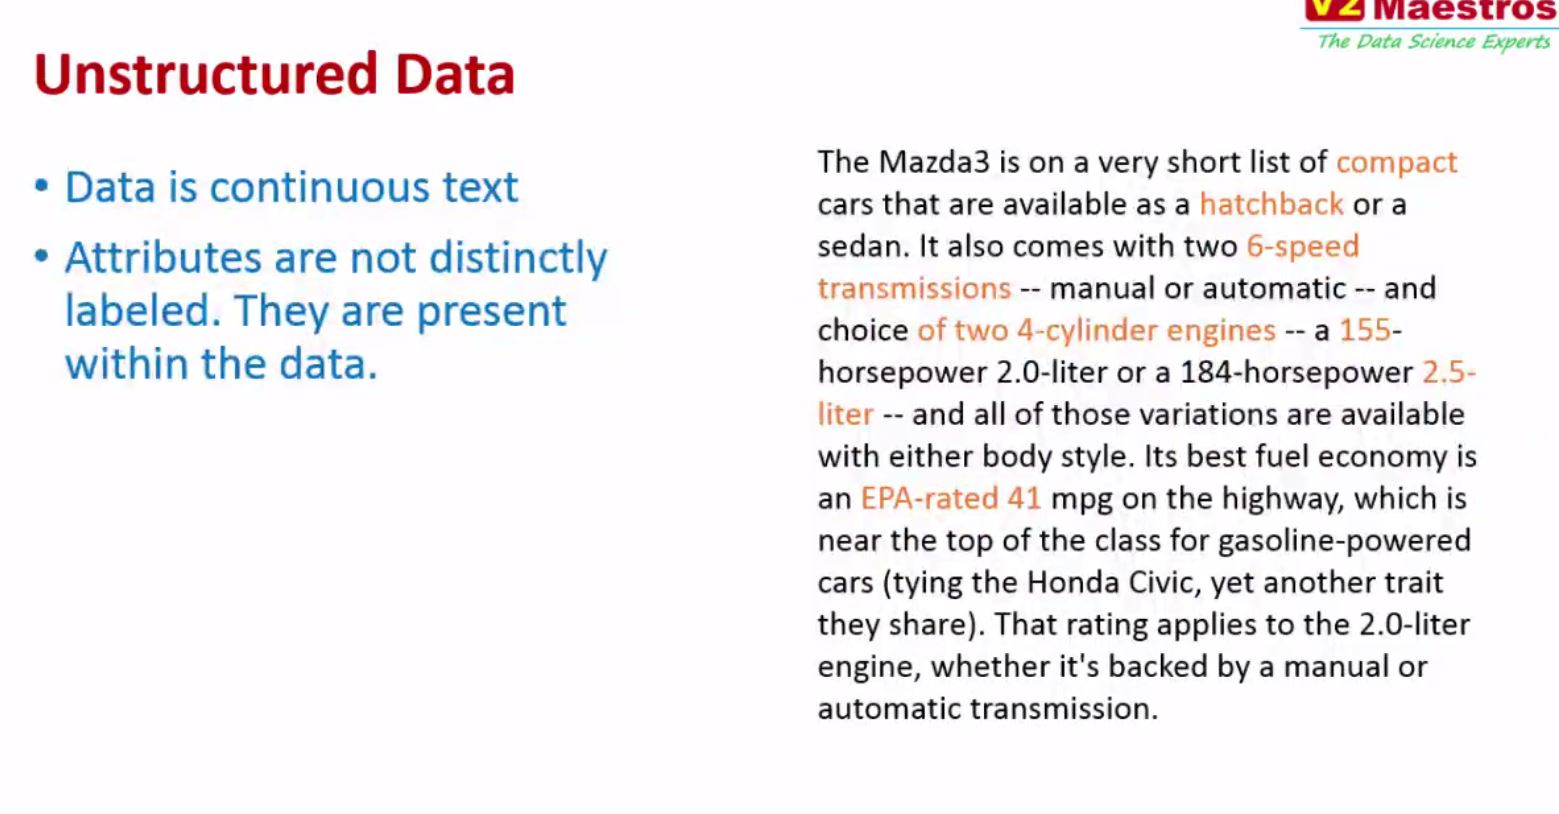 V2 Maestros
The Data Science Experts
Unstructured Data
• Data is continuous text
• Attributes are not distinctly
labeled. They are present
within the data.
The Mazda3 is on a very short list of compact
cars that are available as a hatchback or a
sedan. It also comes with two 6-speed
transmissions -- manual or automatic -- and
choice of two 4-cylinder engines -- a 155-
horsepower 2.0-liter or a 184-horsepower 2.5-
liter -- and all of those variations are available
with either body style. Its best fuel economy is
an EPA-rated 41 mpg on the highway, which is
near the top of the class for gasoline-powered
cars (tying the Honda Civic, yet another trait
they share). That rating applies to the 2.0-liter
engine, whether it's backed by a manual or
automatic transmission.